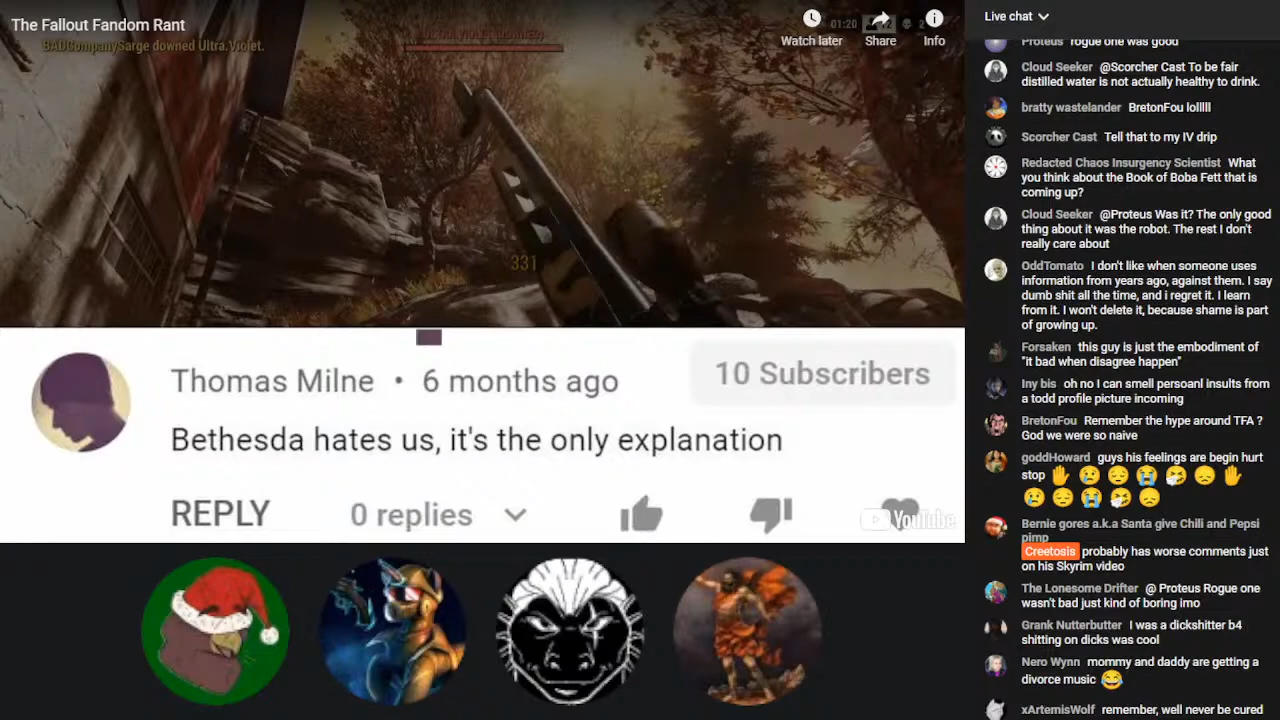 The Fallout Fandom Rant
BADCompanySarge downed Ultra.Violet.
01:20
Watch later
Share
Info
331
Thomas Milne • 6 months ago
10 Subscribers
Bethesda hates us, it's the only explanation
REPLY
0 replies
YouTube
Live chat
Proteus rogue one was good
Cloud Seeker @Scorcher Cast To be fair
distilled water is not actually healthy to drink.
bratty wastelander BretonFou lolllll
Scorcher Cast Tell that to my IV drip
Redacted Chaos Insurgency Scientist What
you think about the Book of Boba Fett that is
coming up?
Cloud Seeker @Proteus Was it? The only good
thing about it was the robot. The rest I don't
really care about
OddTomato I don't like when someone uses
information from years ago, against them. I say
dumb shit all the time, and i regret it. I learn
from it. I won't delete it, because shame is part
of growing up.
Forsaken this guy is just the embodiment of
"it bad when disagree happen"
Iny bis oh no I can smell persoanl insults from
a todd profile picture incoming
BretonFou Remember the hype around TFA ?
God we were so naive
goddHoward guys his feelings are begin hurt
stop ✋😢😔😭🤧😞✋
😢😔😭🤧😞
Bernie gores a.k.a Santa give Chili and Pepsi
pimp
Creetosis probably has worse comments just
on his Skyrim video
The Lonesome Drifter @ Proteus Rogue one
wasn't bad just kind of boring imo
Grank Nutterbutter I was a dickshitter b4
shitting on dicks was cool
Nero Wynn mommy and daddy are getting a
divorce music 😂
xArtemisWolf remember, well never be cured